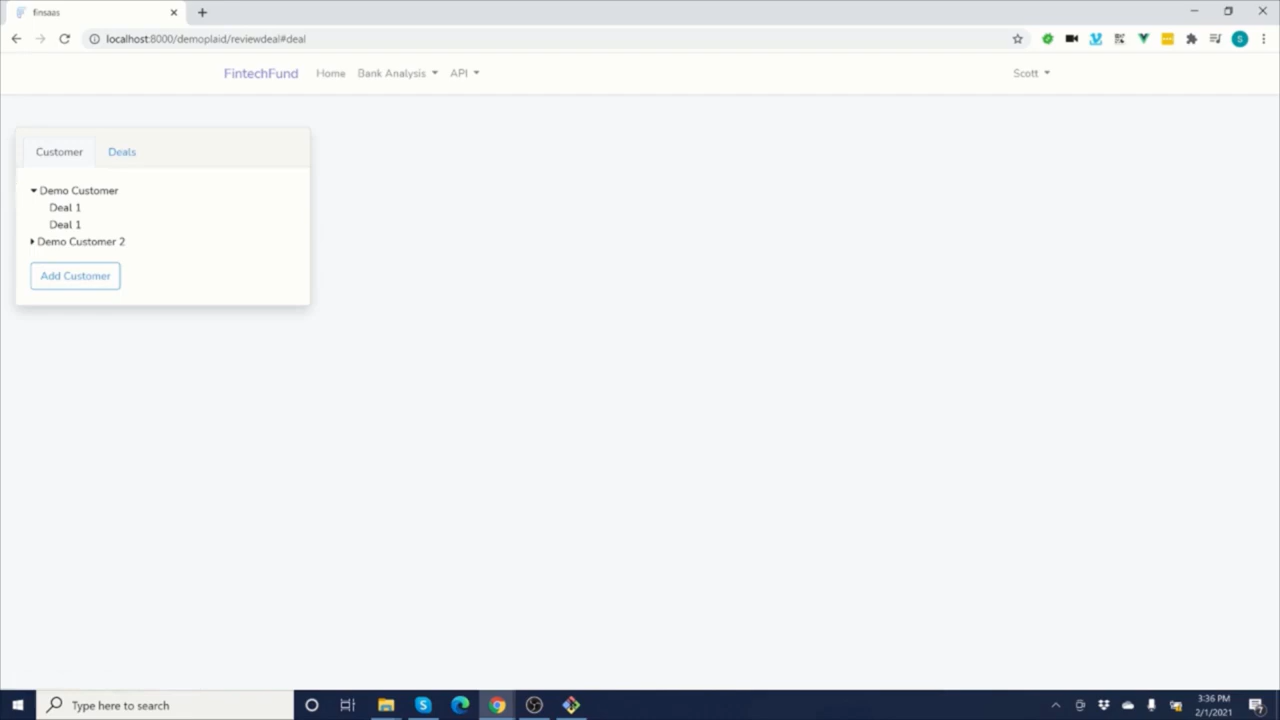 finsaas
localhost:8000/demoplaid/reviewdeal#deal
S
FintechFund Home Bank Analysis API Scott
Customer Deals
Demo Customer
Deal 1
Deal 1
Demo Customer 2
Add Customer
Type here to search
3:36 PM
2/1/2021
7